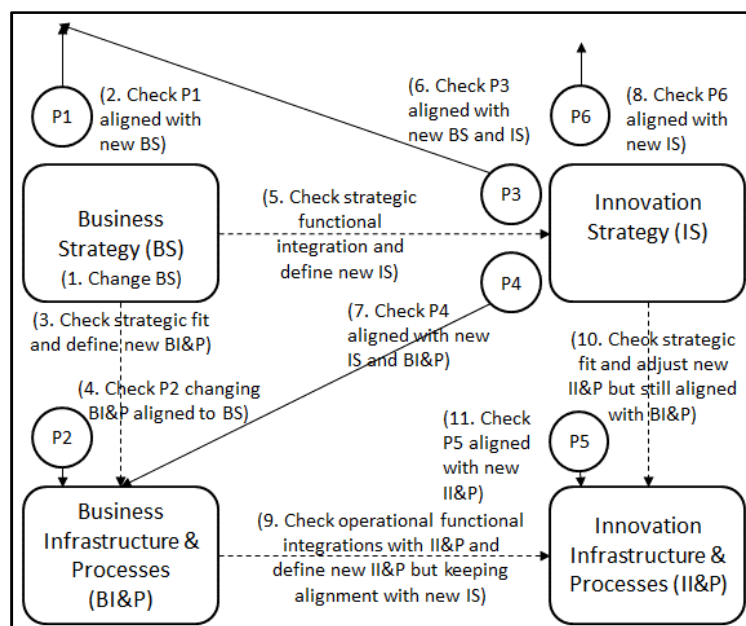 P1
(2. Check P1
aligned with
new BS)
(6. Check P3
aligned with
new BS and IS)
P6
(8. Check P6
aligned with
new IS)
P3
Business
Strategy (BS)
(1. Change BS)
(5. Check strategic
functional
integration and
define new IS)
Innovation
Strategy (IS)
P4
(3. Check strategic fit
and define new BI&P)
(7. Check P4
aligned with new
IS and BI&P)
(10. Check strategic
fit and adjust new
II&P but still aligned
with BI&P)
(4. Check P2 changing
BI&P aligned to BS)
P2
(11. Check
P5 aligned
with new
II&P)
P5
Business
Infrastructure &
Processes
(BI&P)
(9. Check operational functional
integrations with II&P and
define new II&P but keeping
alignment with new IS)
Innovation
Infrastructure &
Processes (II&P)